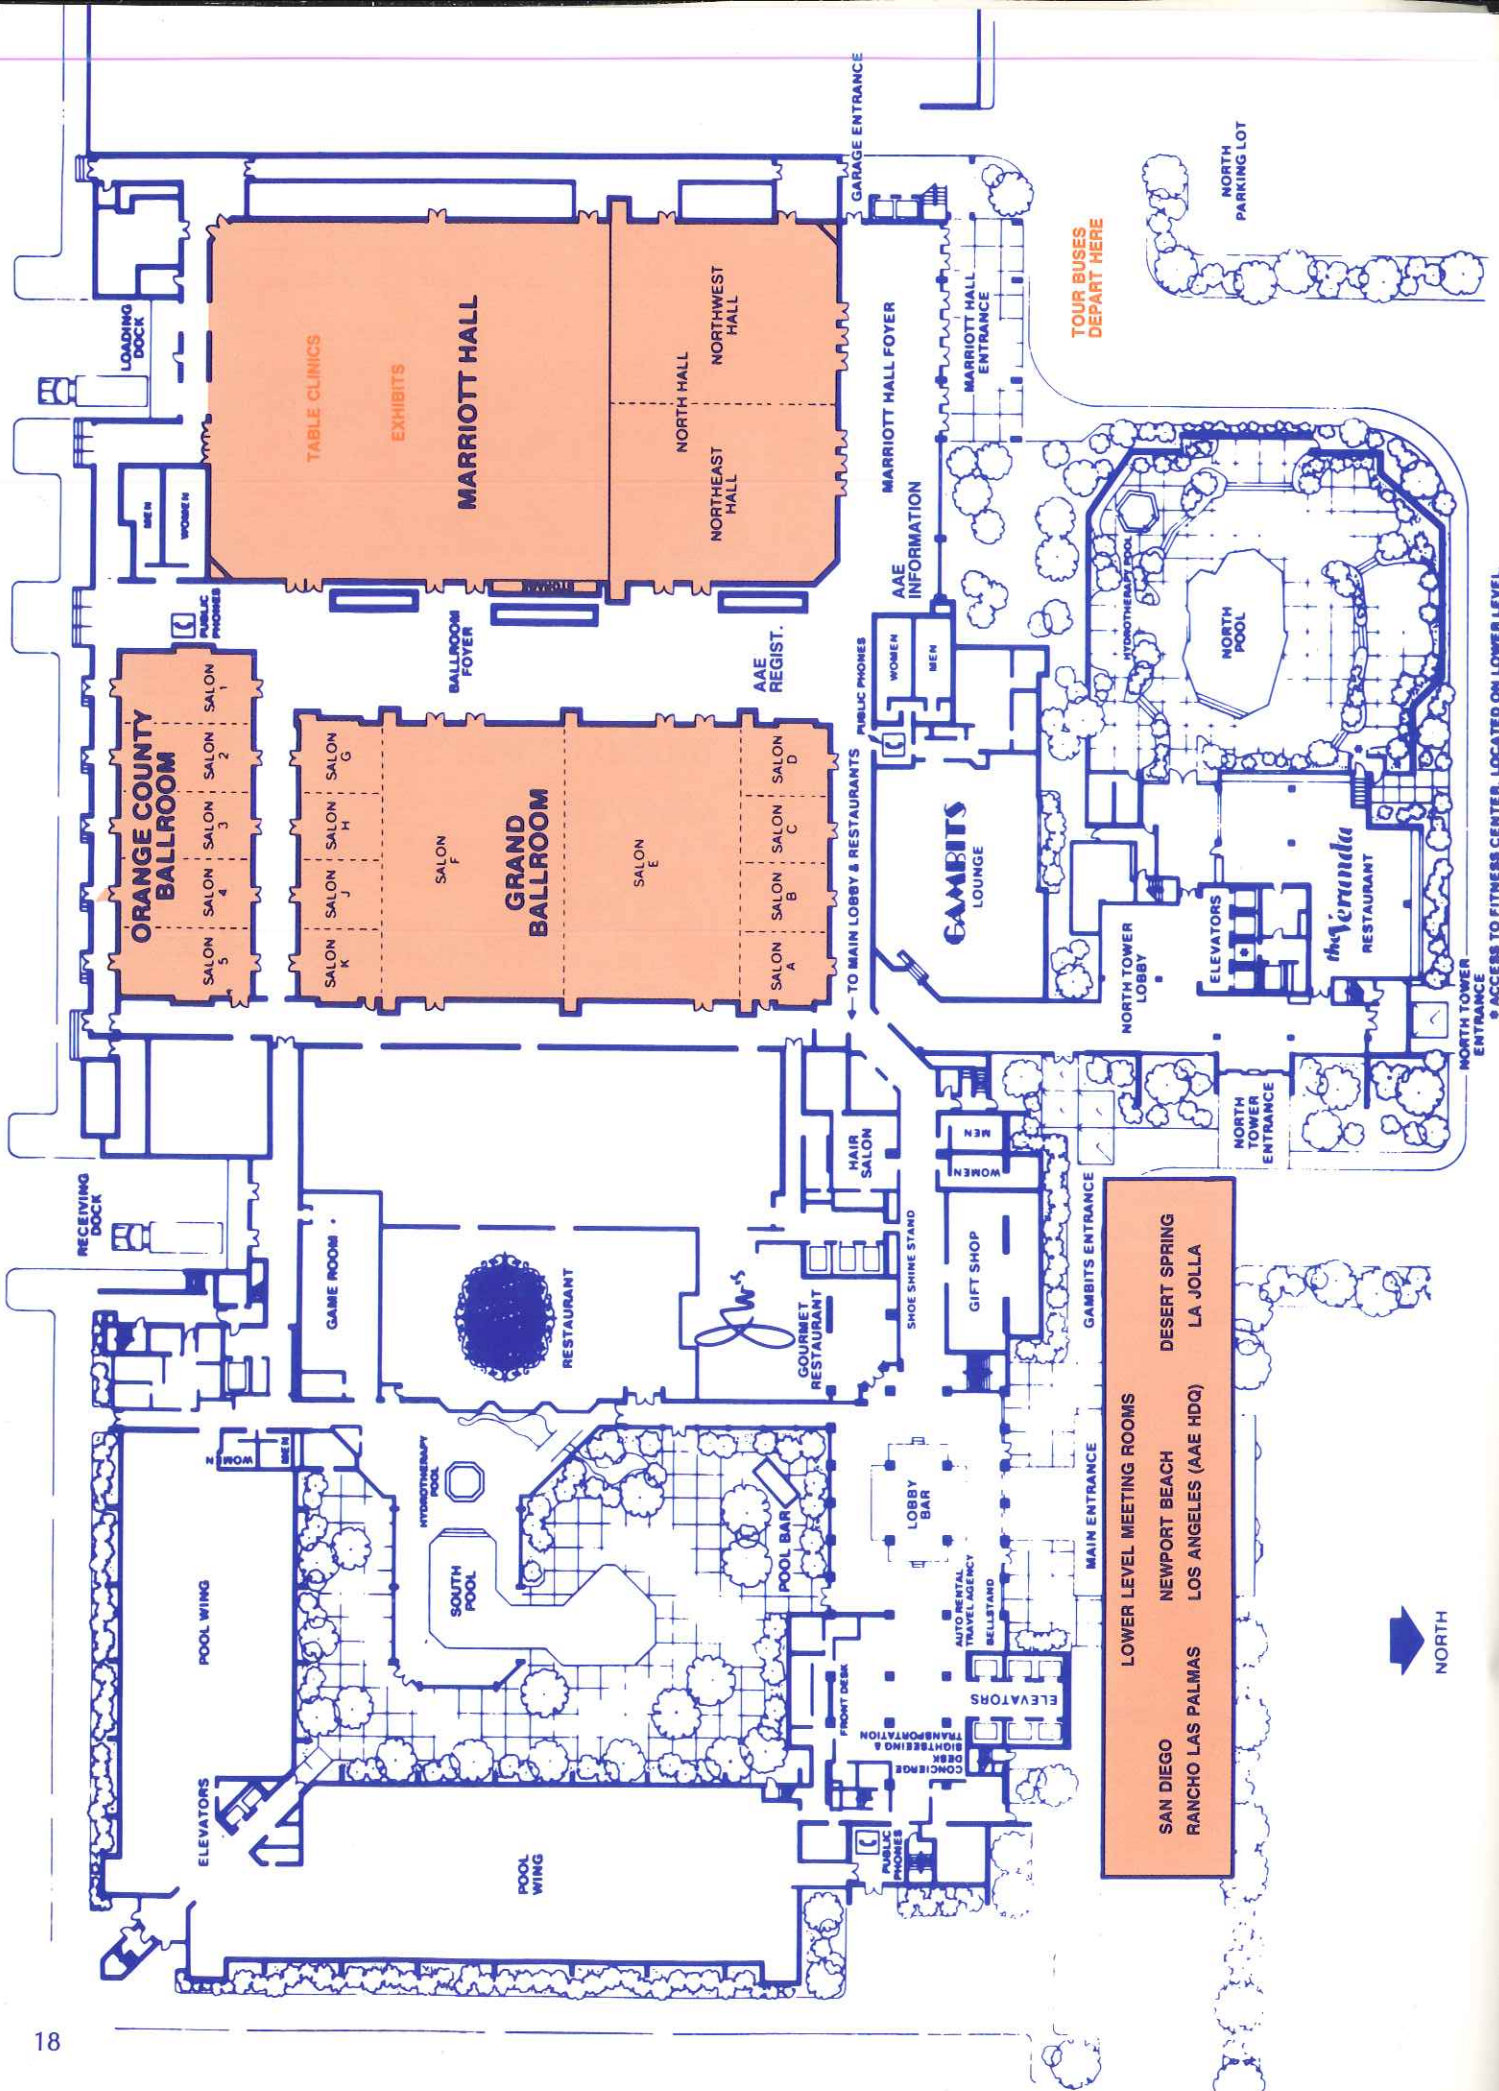 18
LOADING
DOCK
MEN
WOMEN
PUBLIC
PHONES
TABLE CLINICS
EXHIBITS
MARRIOTT HALL
NORTH HALL
NORTHWEST
HALL
NORTHEAST
HALL
GARAGE ENTRANCE
MARRIOTT HALL FOYER
MARRIOTT HALL
ENTRANCE
TOUR BUSES
DEPART HERE
NORTH
PARKING LOT
BALLROOM
FOYER
AAE
REGIST.
AAE
INFORMATION
PUBLIC PHONES
WOMEN
MEN
ORANGE COUNTY
BALLROOM
SALON
1
SALON
2
SALON
3
SALON
4
SALON
5
SALON
G
SALON
H
SALON
J
SALON
K
SALON
F
GRAND
BALLROOM
SALON
E
SALON
D
SALON
C
SALON
B
SALON
A
TO MAIN LOBBY & RESTAURANTS
GAMBITS
LOUNGE
HYDROTHERAPY POOL
NORTH
POOL
NORTH TOWER
LOBBY
ELEVATORS
*
the Veranda
RESTAURANT
*
NORTH TOWER
ENTRANCE
* ACCESS TO FITNESS CENTER, LOCATED ON LOWER LEVEL
NORTH
TOWER
ENTRANCE
RECEIVING
DOCK
GAME ROOM
RESTAURANT
JW's
GOURMET
RESTAURANT
HAIR
SALON
SHOE SHINE STAND
MEN
WOMEN
GIFT SHOP
GAMBITS ENTRANCE
WOMEN
MEN
HYDROTHERAPY
POOL
SOUTH
POOL
POOL BAR
LOBBY
BAR
MAIN ENTRANCE
AUTO RENTAL
TRAVEL AGENCY
BELLSTAND
FRONT DESK
ELEVATORS
CONCIERGE
DESK
SIGHTSEEING &
TRANSPORTATION
PUBLIC
PHONES
POOL WING
ELEVATORS
POOL
WING
LOWER LEVEL MEETING ROOMS
SAN DIEGO NEWPORT BEACH DESERT SPRING
RANCHO LAS PALMAS LOS ANGELES (AAE HDQ) LA JOLLA
NORTH